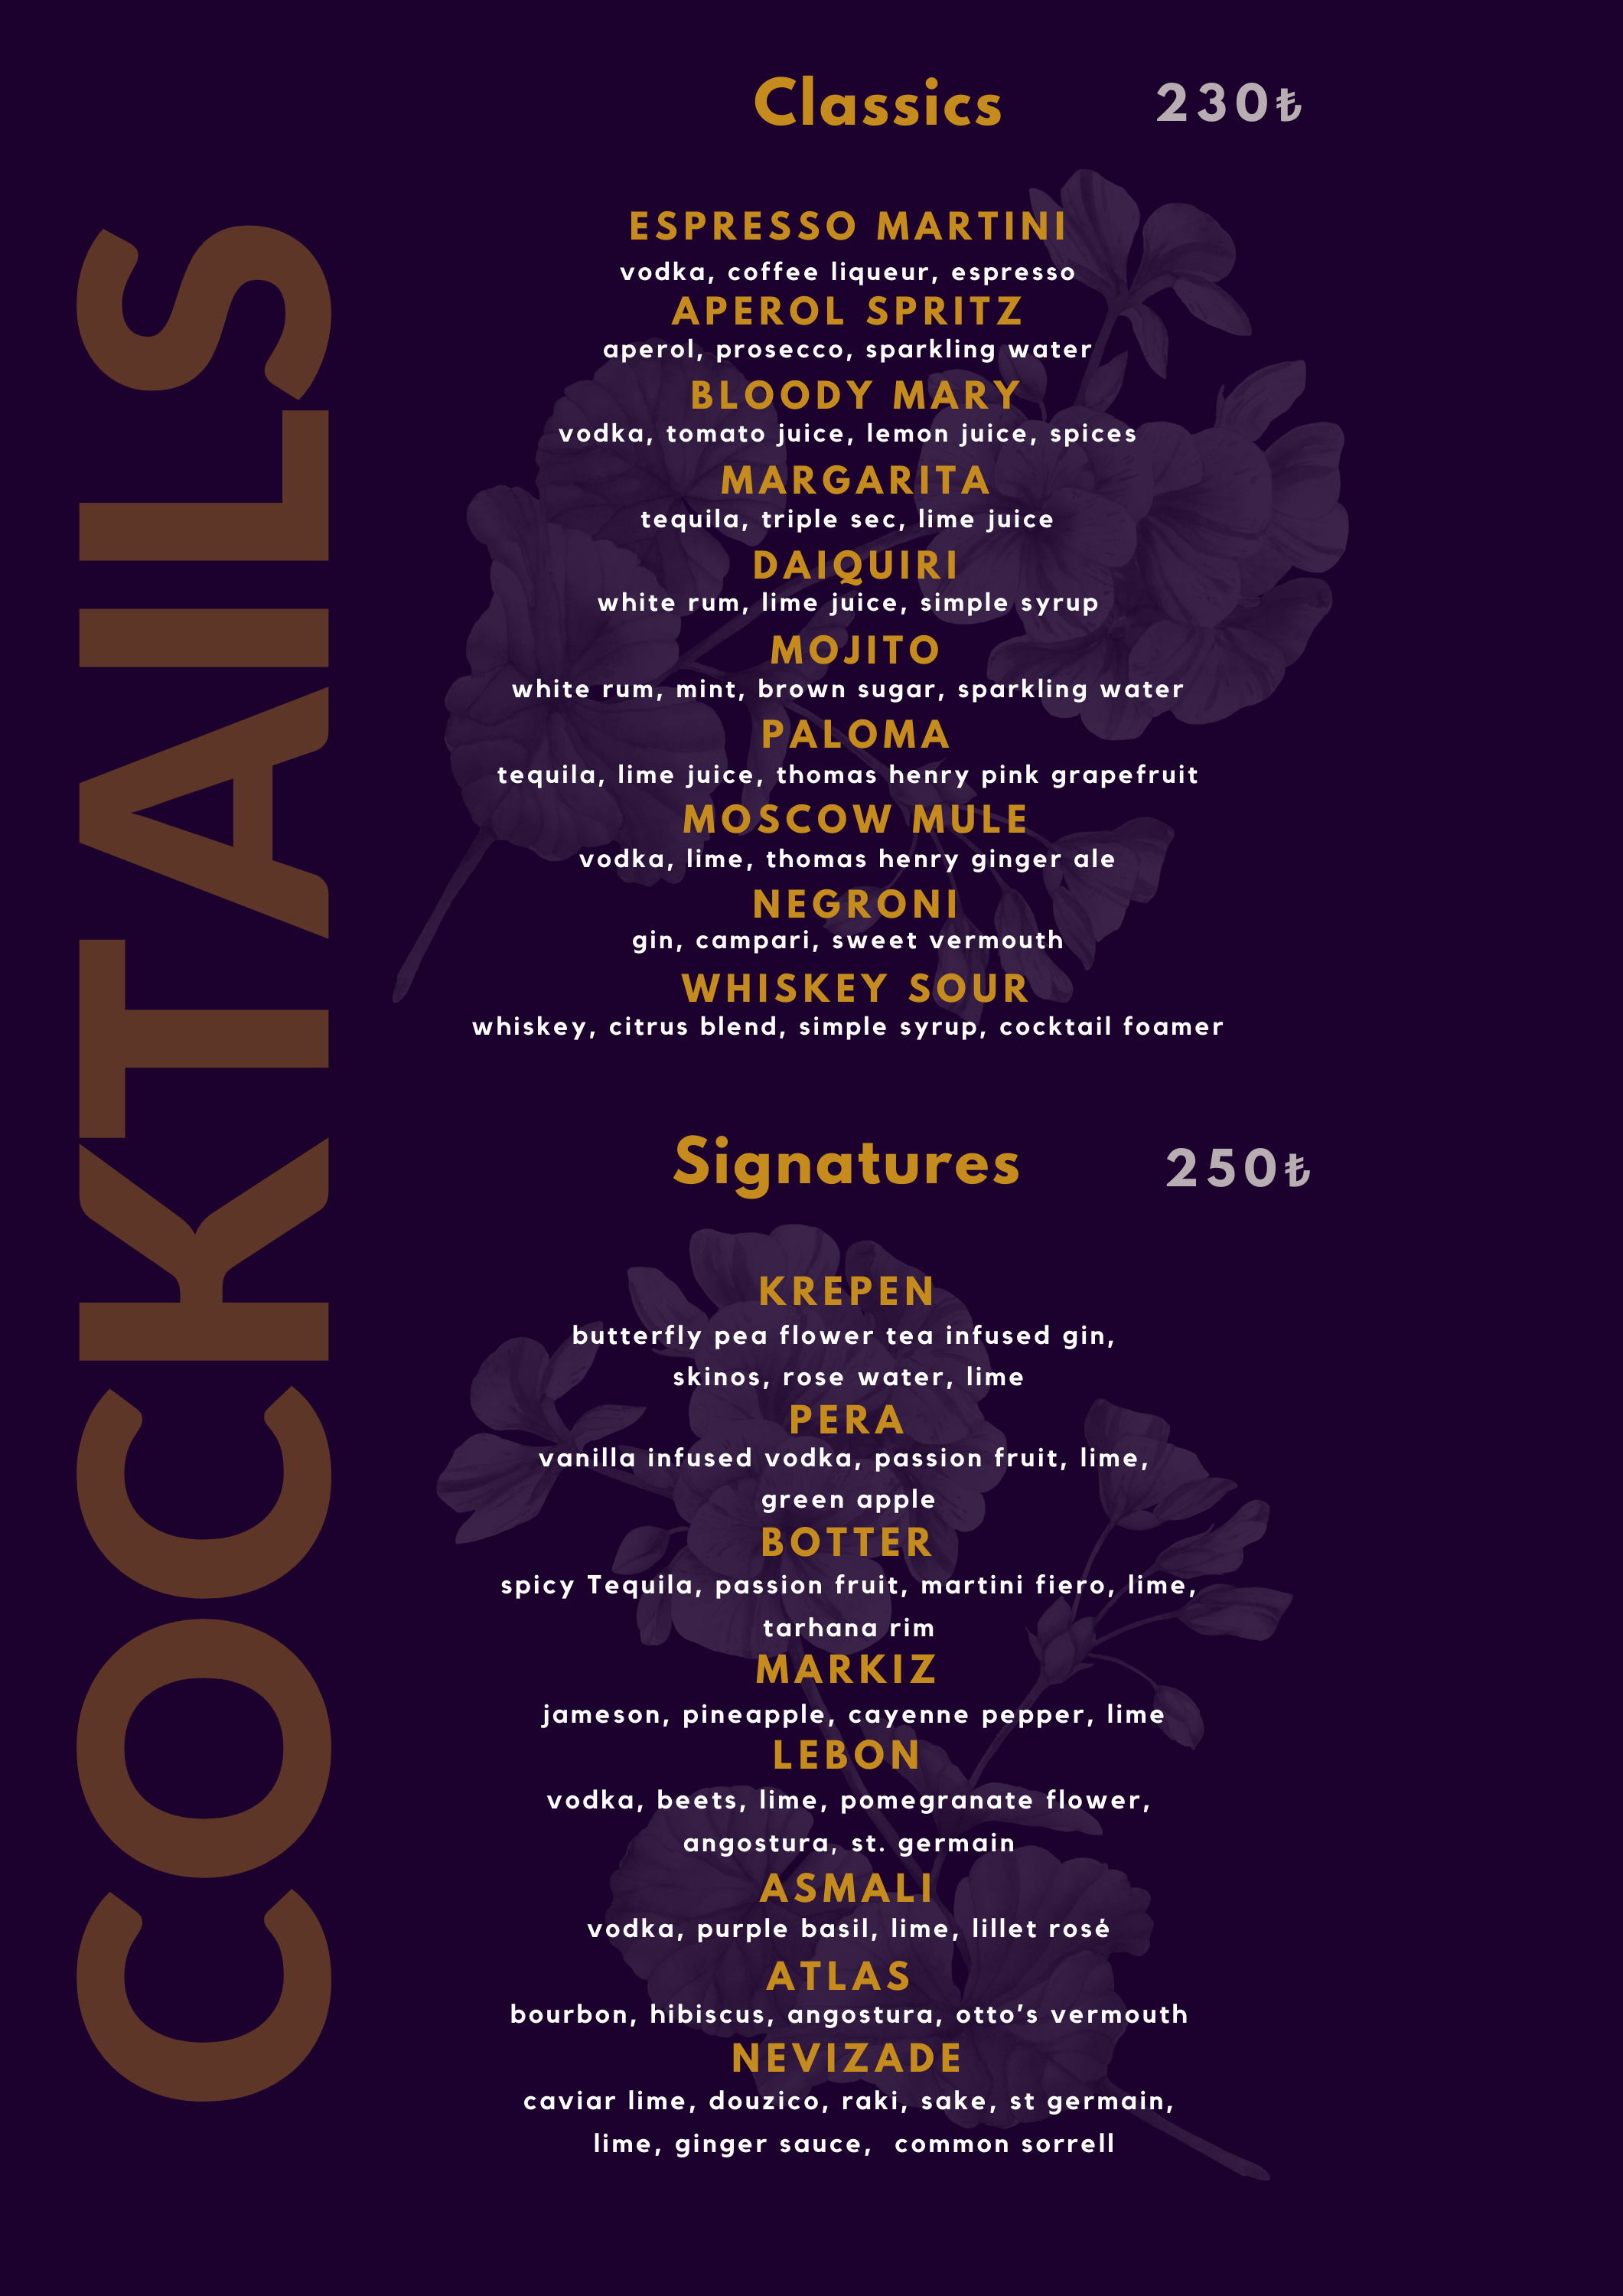 COCKTAILS
Classics 230₺
ESPRESSO MARTINI
vodka, coffee liqueur, espresso
APEROL SPRITZ
aperol, prosecco, sparkling water
BLOODY MARY
vodka, tomato juice, lemon juice, spices
MARGARITA
tequila, triple sec, lime juice
DAIQUIRI
white rum, lime juice, simple syrup
MOJITO
white rum, mint, brown sugar, sparkling water
PALOMA
tequila, lime juice, thomas henry pink grapefruit
MOSCOW MULE
vodka, lime, thomas henry ginger ale
NEGRONI
gin, campari, sweet vermouth
WHISKEY SOUR
whiskey, citrus blend, simple syrup, cocktail foamer
Signatures 250₺
KREPEN
butterfly pea flower tea infused gin,
skinos, rose water, lime
PERA
vanilla infused vodka, passion fruit, lime,
green apple
BOTTER
spicy Tequila, passion fruit, martini fiero, lime,
tarhana rim
MARKIZ
jameson, pineapple, cayenne pepper, lime
LEBON
vodka, beets, lime, pomegranate flower,
angostura, st. germain
ASMALI
vodka, purple basil, lime, lillet rosé
ATLAS
bourbon, hibiscus, angostura, otto's vermouth
NEVIZADE
caviar lime, douzico, raki, sake, st germain,
lime, ginger sauce, common sorrell